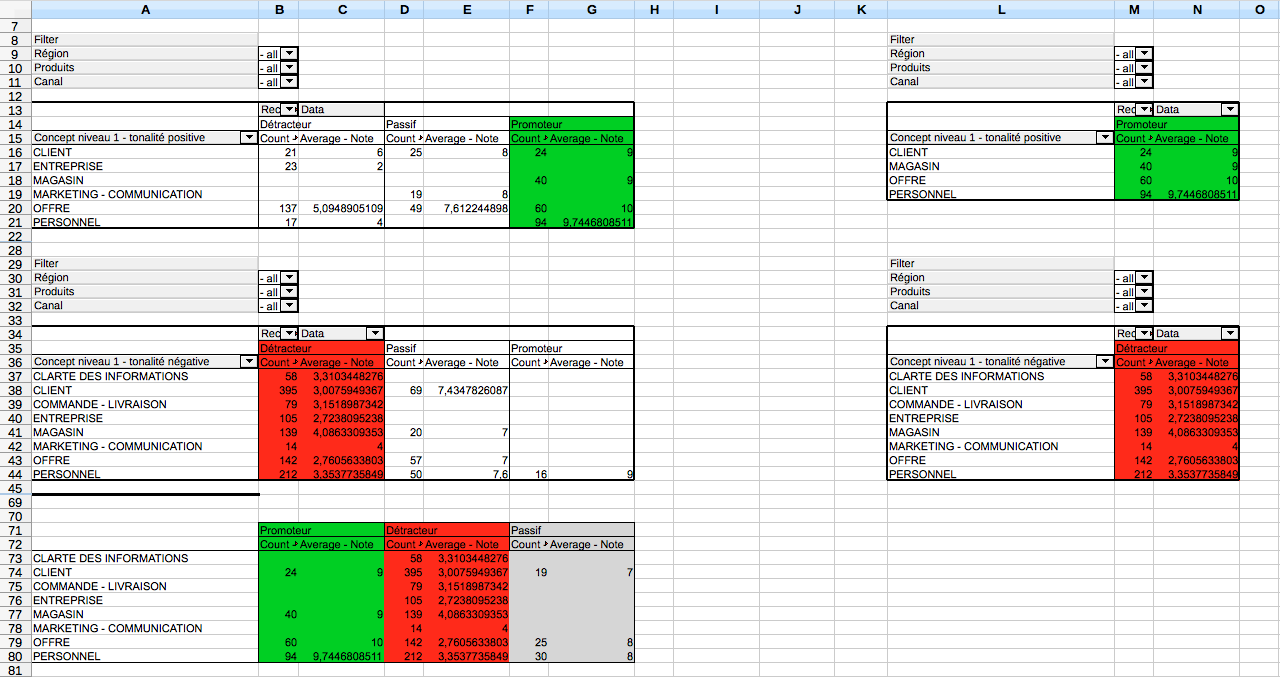 A B C D E F G H I J K L M N O
7
8 Filter Filter
9 Région - all Région - all
10 Produits - all Produits - all
11 Canal - all Canal - all
12
13 Rec Data Rec Data
14 Détracteur Passif Promoteur Promoteur
15 Concept niveau 1 - tonalité positive Count Average - Note Count Average - Note Count Average - Note Concept niveau 1 - tonalité positive Count Average - Note
16 CLIENT 21 6 25 8 24 9 CLIENT 24 9
17 ENTREPRISE 23 2 MAGASIN 40 9
18 MAGASIN 40 9 OFFRE 60 10
19 MARKETING - COMMUNICATION 19 8 PERSONNEL 94 9,7446808511
20 OFFRE 137 5,0948905109 49 7,612244898 60 10
21 PERSONNEL 17 4 94 9,7446808511
22
28
29 Filter Filter
30 Région - all Région - all
31 Produits - all Produits - all
32 Canal - all Canal - all
33
34 Rec Data Rec Data
35 Détracteur Passif Promoteur Détracteur
36 Concept niveau 1 - tonalité négative Count Average - Note Count Average - Note Count Average - Note Concept niveau 1 - tonalité négative Count Average - Note
37 CLARTE DES INFORMATIONS 58 3,3103448276 CLARTE DES INFORMATIONS 58 3,3103448276
38 CLIENT 395 3,0075949367 69 7,4347826087 CLIENT 395 3,0075949367
39 COMMANDE - LIVRAISON 79 3,1518987342 COMMANDE - LIVRAISON 79 3,1518987342
40 ENTREPRISE 105 2,7238095238 ENTREPRISE 105 2,7238095238
41 MAGASIN 139 4,0863309353 20 7 MAGASIN 139 4,0863309353
42 MARKETING - COMMUNICATION 14 4 MARKETING - COMMUNICATION 14 4
43 OFFRE 142 2,7605633803 57 7 OFFRE 142 2,7605633803
44 PERSONNEL 212 3,3537735849 50 7,6 16 9 PERSONNEL 212 3,3537735849
45
69
70
71 Promoteur Détracteur Passif
72 Count Average - Note Count Average - Note Count Average - Note
73 CLARTE DES INFORMATIONS 58 3,3103448276
74 CLIENT 24 9 395 3,0075949367 19 7
75 COMMANDE - LIVRAISON 79 3,1518987342
76 ENTREPRISE 105 2,7238095238
77 MAGASIN 40 9 139 4,0863309353
78 MARKETING - COMMUNICATION 14 4
79 OFFRE 60 10 142 2,7605633803 25 8
80 PERSONNEL 94 9,7446808511 212 3,3537735849 30 8
81